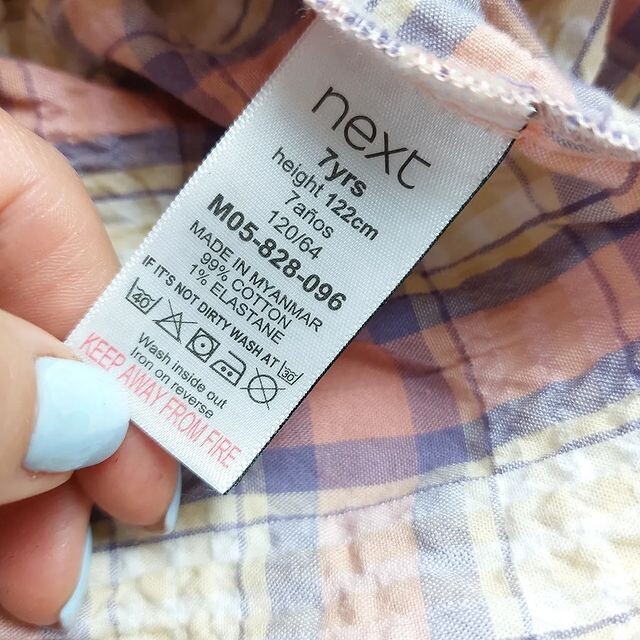 next
7yrs
height 122cm
7años
120/64
M05-828-096
MADE IN MYANMAR
99% COTTON
1% ELASTANE
IF IT'S NOT DIRTY WASH AT 30
40
Wash inside out
Iron on reverse
KEEP AWAY FROM FIRE